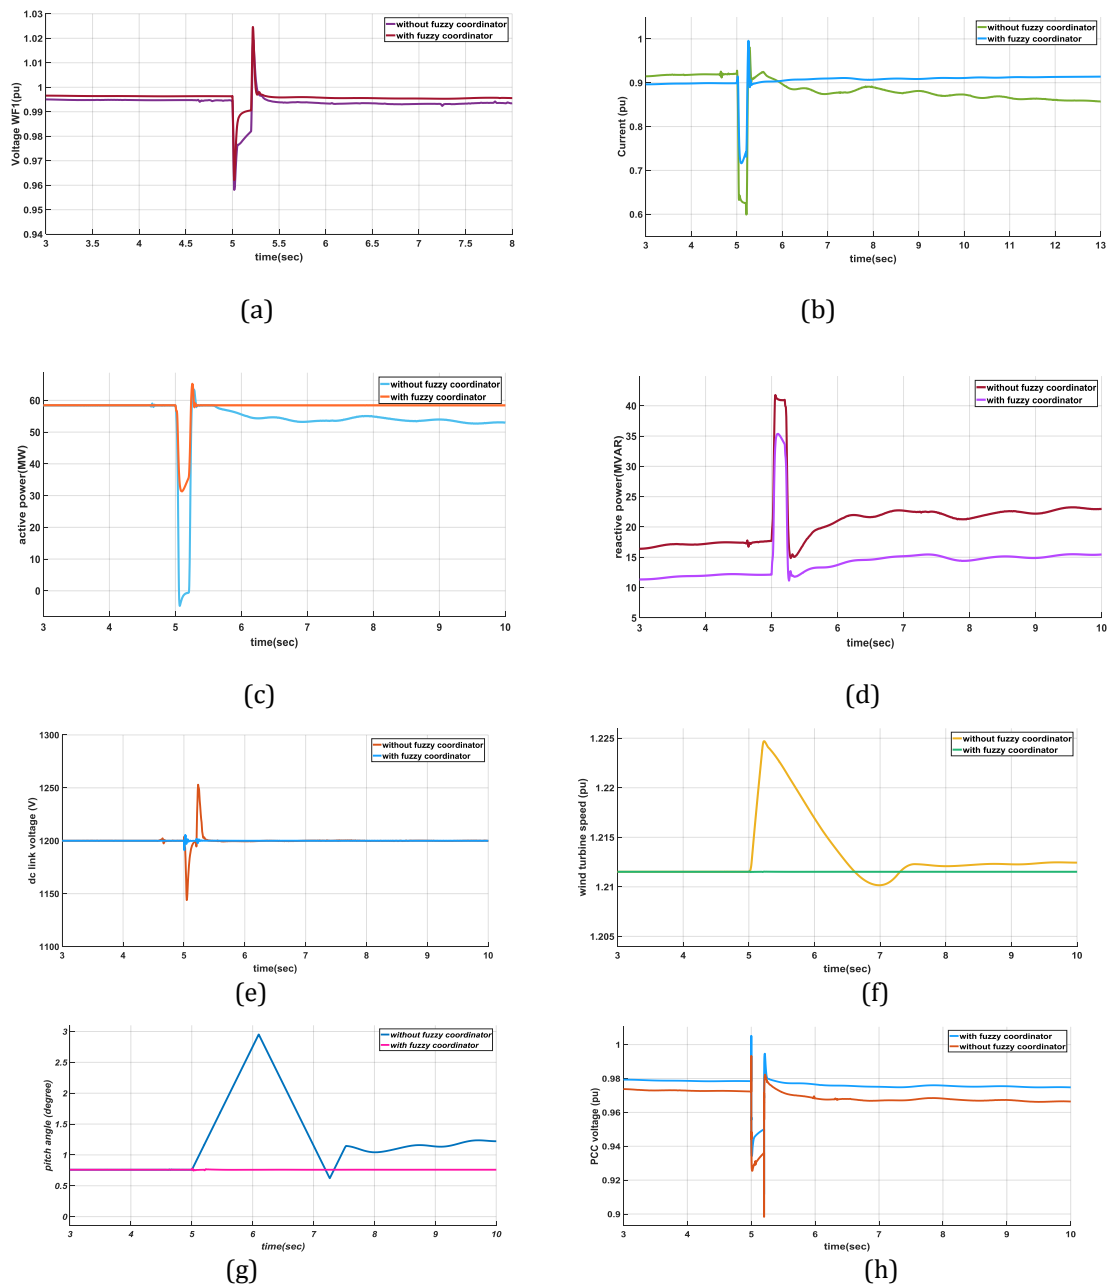 1.03
1.02
1.01
1
0.99
0.98
0.97
0.96
0.95
0.94
Voltage WF1(pu)
without fuzzy coordinator
with fuzzy coordinator
3 3.5 4 4.5 5 5.5 6 6.5 7 7.5 8
time(sec)
(a)
1
0.9
0.8
0.7
0.6
Current (pu)
without fuzzy coordinator
with fuzzy coordinator
3 4 5 6 7 8 9 10 11 12 13
time(sec)
(b)
60
50
40
30
20
10
0
active power(MW)
without fuzzy coordinator
with fuzzy coordinator
3 4 5 6 7 8 9 10
time(sec)
(c)
40
35
30
25
20
15
10
5
reactive power(MVAR)
without fuzzy coordinator
with fuzzy coordinator
3 4 5 6 7 8 9 10
time(sec)
(d)
1300
1250
1200
1150
1100
dc link voltage (V)
without fuzzy coordinator
with fuzzy coordinator
3 4 5 6 7 8 9 10
time(sec)
(e)
1.225
1.22
1.215
1.21
1.205
wind turbine speed (pu)
without fuzzy coordinator
with fuzzy coordinator
3 4 5 6 7 8 9 10
time(sec)
(f)
3
2.5
2
1.5
1
0.5
0
pitch angle (degree)
without fuzzy coordinator
with fuzzy coordinator
3 4 5 6 7 8 9 10
time(sec)
(g)
1
0.98
0.96
0.94
0.92
0.9
PCC voltage (pu)
with fuzzy coordinator
without fuzzy coordinator
3 4 5 6 7 8 9 10
time(sec)
(h)